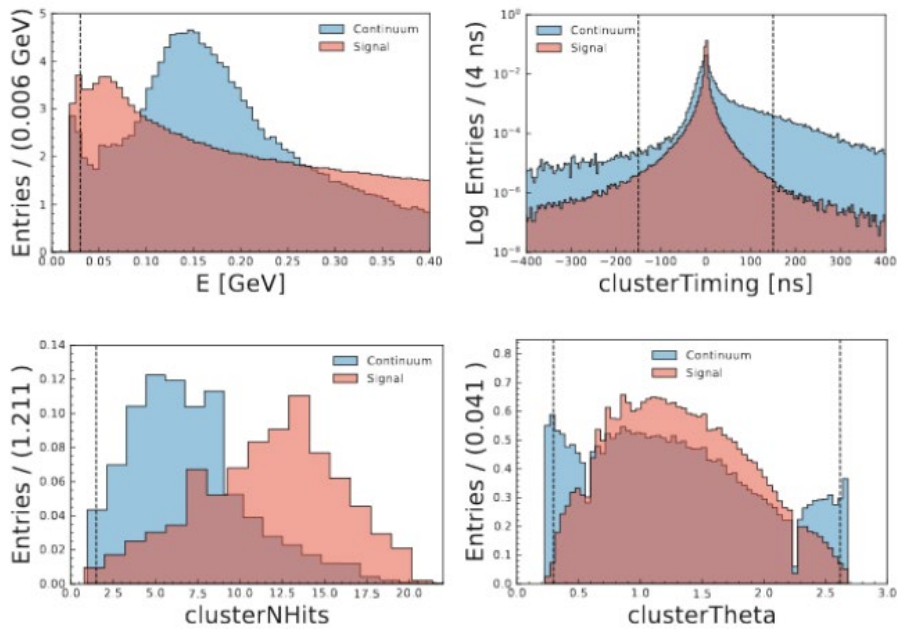 Entries / (0.006 GeV)
5
4
3
2
1
0
Continuum
Signal
0.00 0.05 0.10 0.15 0.20 0.25 0.30 0.35 0.40
E [GeV]
Log Entries / (4 ns)
10⁰
10⁻²
10⁻⁴
10⁻⁶
10⁻⁸
Continuum
Signal
−400 −300 −200 −100 0 100 200 300 400
clusterTiming [ns]
Entries / (1.211)
0.14
0.12
0.10
0.08
0.06
0.04
0.02
0.00
Continuum
Signal
0.0 2.5 5.0 7.5 10.0 12.5 15.0 17.5 20.0
clusterNHits
Entries / (0.041)
0.8
0.7
0.6
0.5
0.4
0.3
0.2
0.1
0.0
Continuum
Signal
0.0 0.5 1.0 1.5 2.0 2.5 3.0
clusterTheta